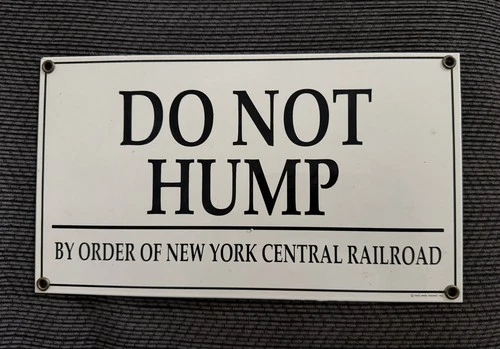 DO NOT
HUMP
BY ORDER OF NEW YORK CENTRAL RAILROAD